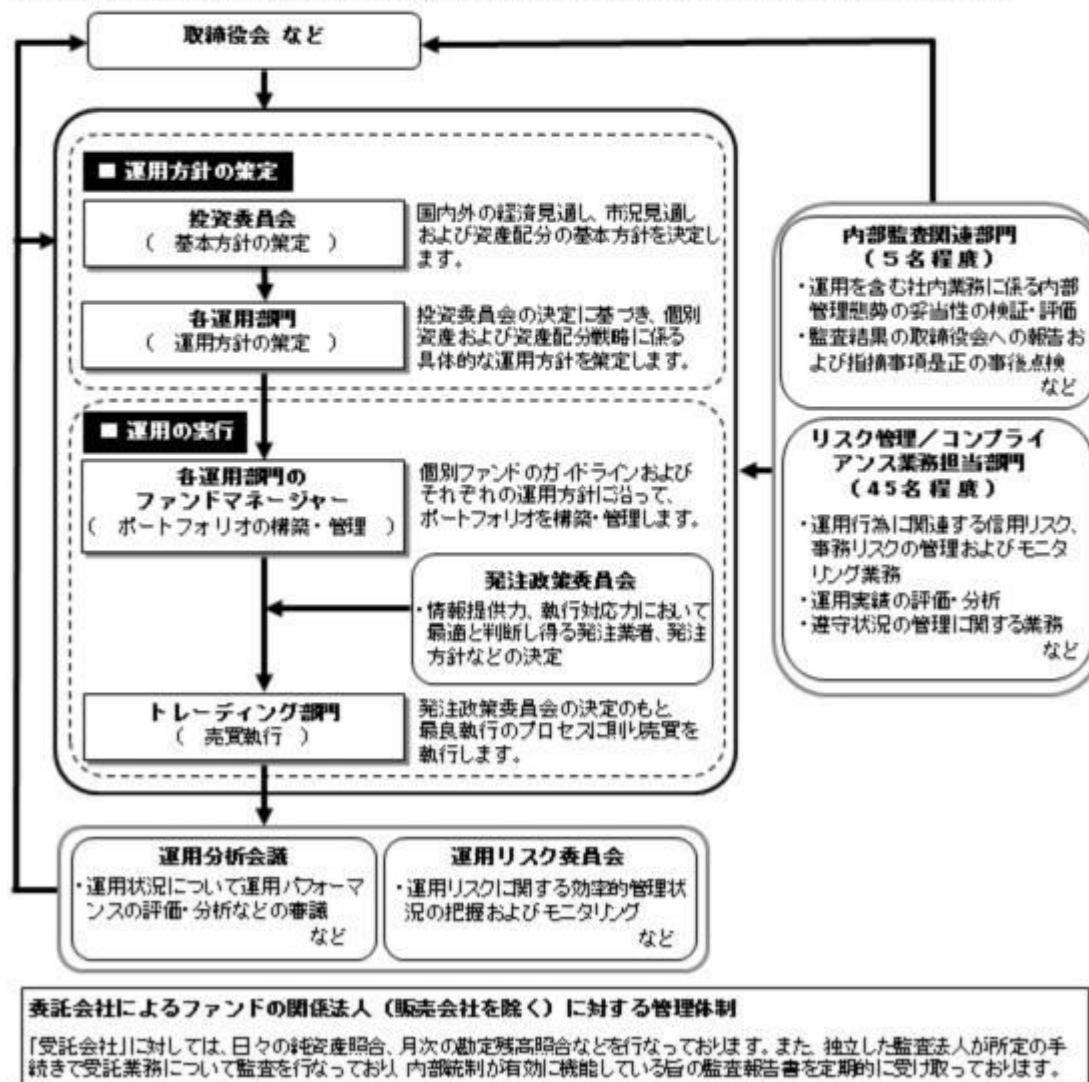 取締役会 など
■ 運用方針の策定
投資委員会
( 基本方針の策定 )
国内外の経済見通し、市況見通し
および資産配分の基本方針を決定し
ます。
各運用部門
( 運用方針の策定 )
投資委員会の決定に基づき、個別
資産および資産配分戦略に係る
具体的な運用方針を策定します。
■ 運用の実行
各運用部門の
ファンドマネージャー
( ポートフォリオの構築・管理 )
個別ファンドのガイドラインおよび
それぞれの運用方針に沿って、
ポートフォリオを構築・管理します。
発注政策委員会
・情報提供力、執行対応力において
最適と判断し得る発注業者、発注
方針などの決定
トレーディング部門
( 売買執行 )
発注政策委員会の決定のもと、
最良執行のプロセスに則り売買を
執行します。
内部監査関連部門
(5名程度)
・運用を含む社内業務に係る内部
管理態勢の妥当性の検証・評価
・監査結果の取締役会への報告お
よび指摘事項是正の事後点検
など
リスク管理/コンプライ
アンス業務担当部門
(45名程度)
・運用行為に関連する信用リスク、
事務リスクの管理およびモニタ
リング業務
・運用実績の評価・分析
・遵守状況の管理に関する業務
など
運用分析会議
・運用状況について運用パフォーマ
ンスの評価・分析などの審議
など
運用リスク委員会
・運用リスクに関する効率的管理状
況の把握およびモニタリング
など
委託会社によるファンドの関係法人(販売会社を除く)に対する管理体制
「受託会社」に対しては、日々の純資産照合、月次の勘定残高照合などを行なっております。また、独立した監査法人が所定の手
続きで受託業務について監査を行なっており、内部統制が有効に機能している旨の監査報告書を定期的に受け取っております。